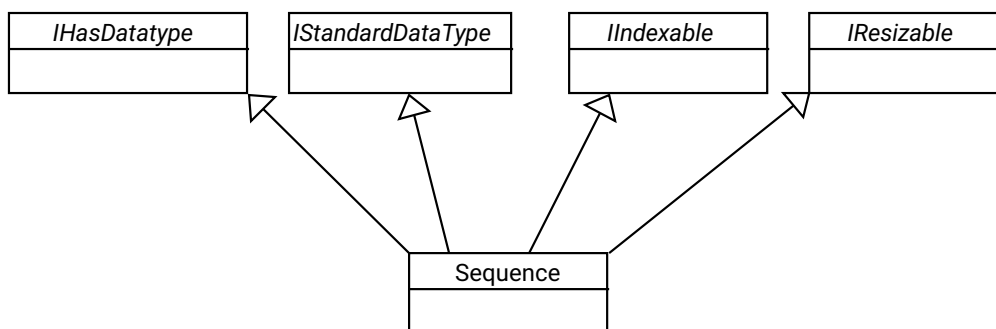 IHasDatatype
IStandardDataType
IIndexable
IResizable
Sequence